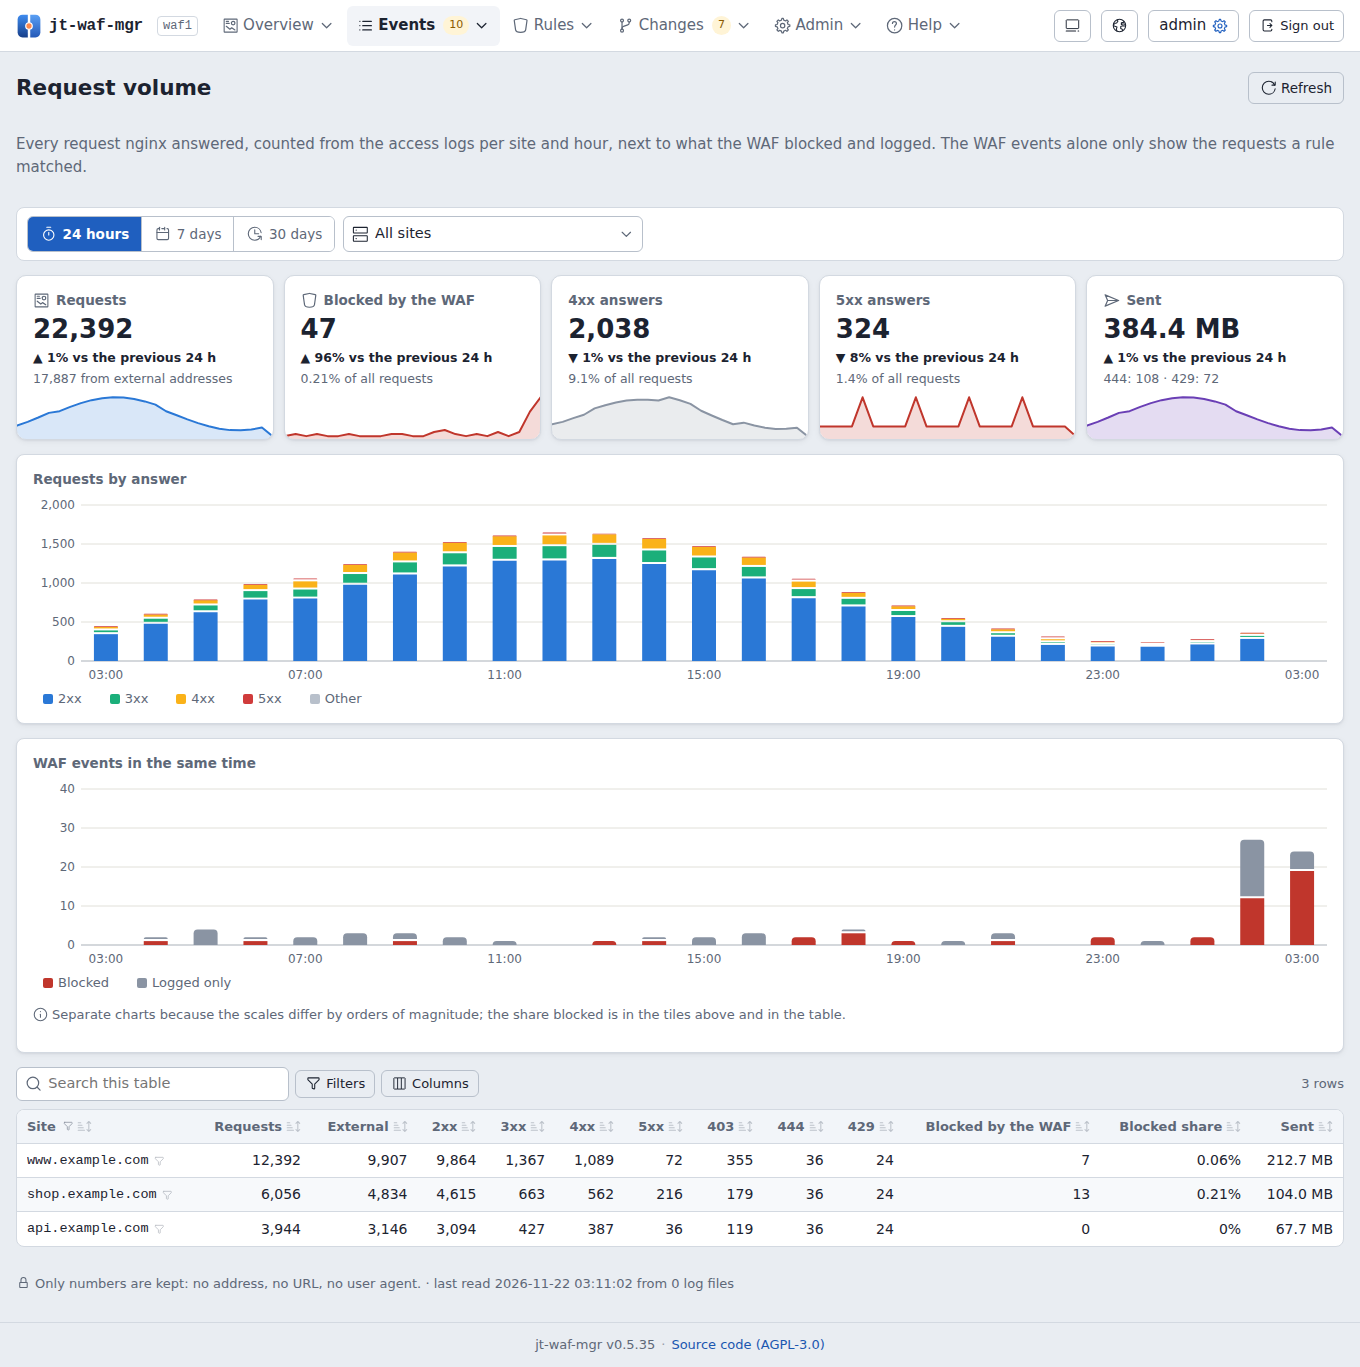 jt-waf-mgr waf1 Overview Events 10 Rules Changes 7 Admin Help admin Sign out
Request volume
Refresh
Every request nginx answered, counted from the access logs per site and hour, next to what the WAF blocked and logged. The WAF events alone only show the requests a rule
matched.
24 hours 7 days 30 days All sites
Requests
22,392
▲ 1% vs the previous 24 h
17,887 from external addresses
Blocked by the WAF
47
▲ 96% vs the previous 24 h
0.21% of all requests
4xx answers
2,038
▼ 1% vs the previous 24 h
9.1% of all requests
5xx answers
324
▼ 8% vs the previous 24 h
1.4% of all requests
Sent
384.4 MB
▲ 1% vs the previous 24 h
444: 108 · 429: 72
Requests by answer
2,000
1,500
1,000
500
0
03:00 07:00 11:00 15:00 19:00 23:00 03:00
2xx 3xx 4xx 5xx Other
WAF events in the same time
40
30
20
10
0
03:00 07:00 11:00 15:00 19:00 23:00 03:00
Blocked Logged only
Separate charts because the scales differ by orders of magnitude; the share blocked is in the tiles above and in the table.
Search this table Filters Columns 3 rows
Site Requests External 2xx 3xx 4xx 5xx 403 444 429 Blocked by the WAF Blocked share Sent
www.example.com 12,392 9,907 9,864 1,367 1,089 72 355 36 24 7 0.06% 212.7 MB
shop.example.com 6,056 4,834 4,615 663 562 216 179 36 24 13 0.21% 104.0 MB
api.example.com 3,944 3,146 3,094 427 387 36 119 36 24 0 0% 67.7 MB
Only numbers are kept: no address, no URL, no user agent. · last read 2026-11-22 03:11:02 from 0 log files
jt-waf-mgr v0.5.35 · Source code (AGPL-3.0)